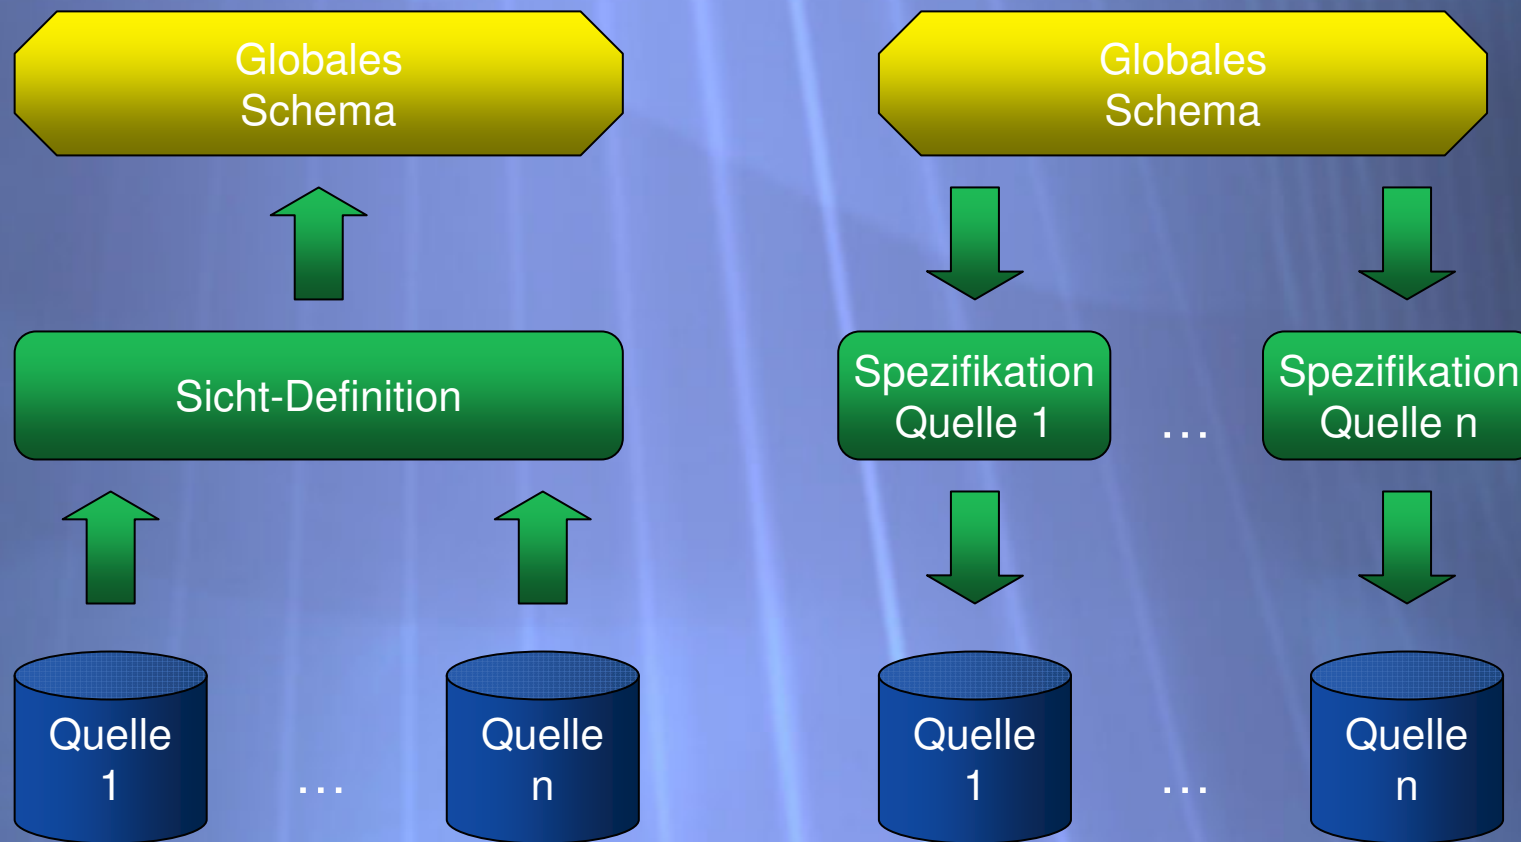 Globales
Schema
Globales
Schema
Sicht-Definition
Spezifikation
Quelle 1
…
Spezifikation
Quelle n
Quelle
1
…
Quelle
n
Quelle
1
…
Quelle
n